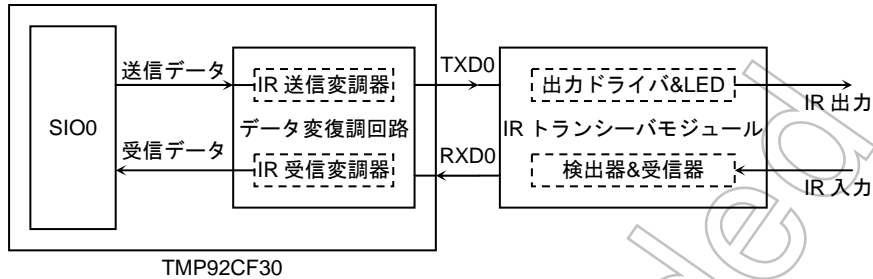 送信データ
IR 送信変調器
TXD0
出力ドライバ&LED
IR 出力
SIO0
データ変復調回路
IR トランシーバモジュール
受信データ
IR 受信変調器
RXD0
検出器&受信器
IR 入力
TMP92CF30